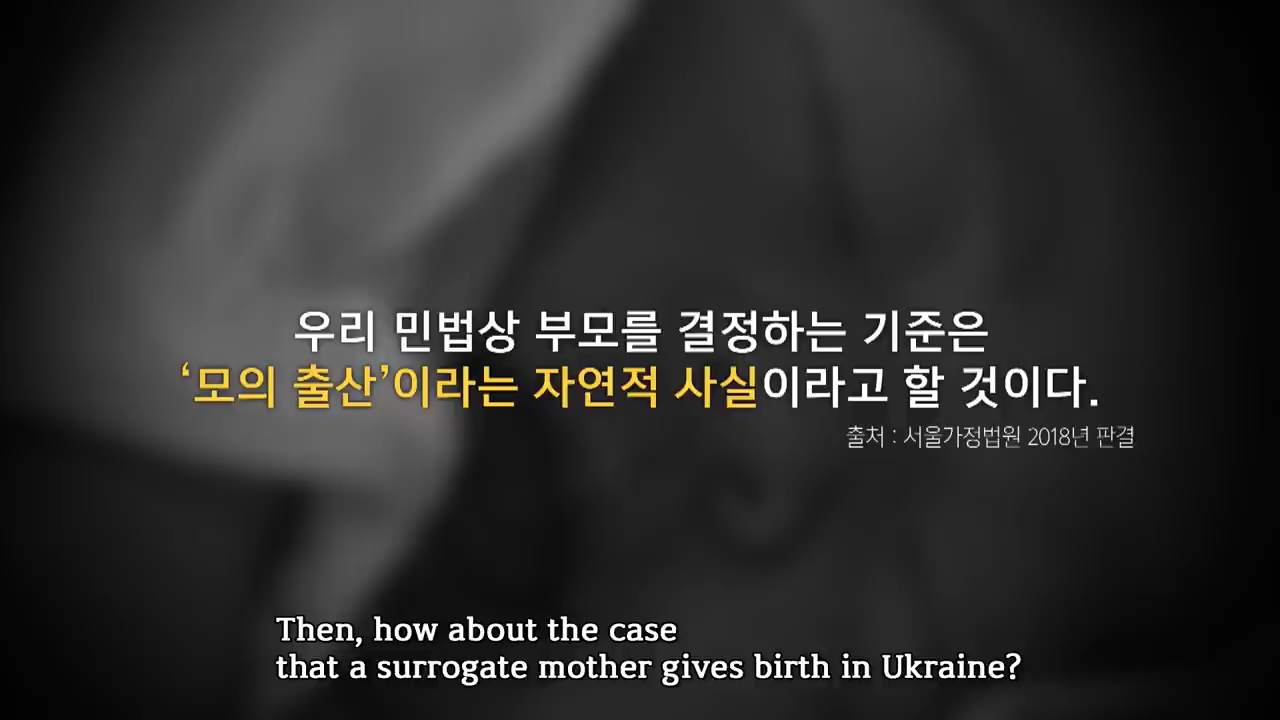 우리 민법상 부모를 결정하는 기준은
‘모의 출산’이라는 자연적 사실이라고 할 것이다.
출처 : 서울가정법원 2018년 판결
Then, how about the case
that a surrogate mother gives birth in Ukraine?